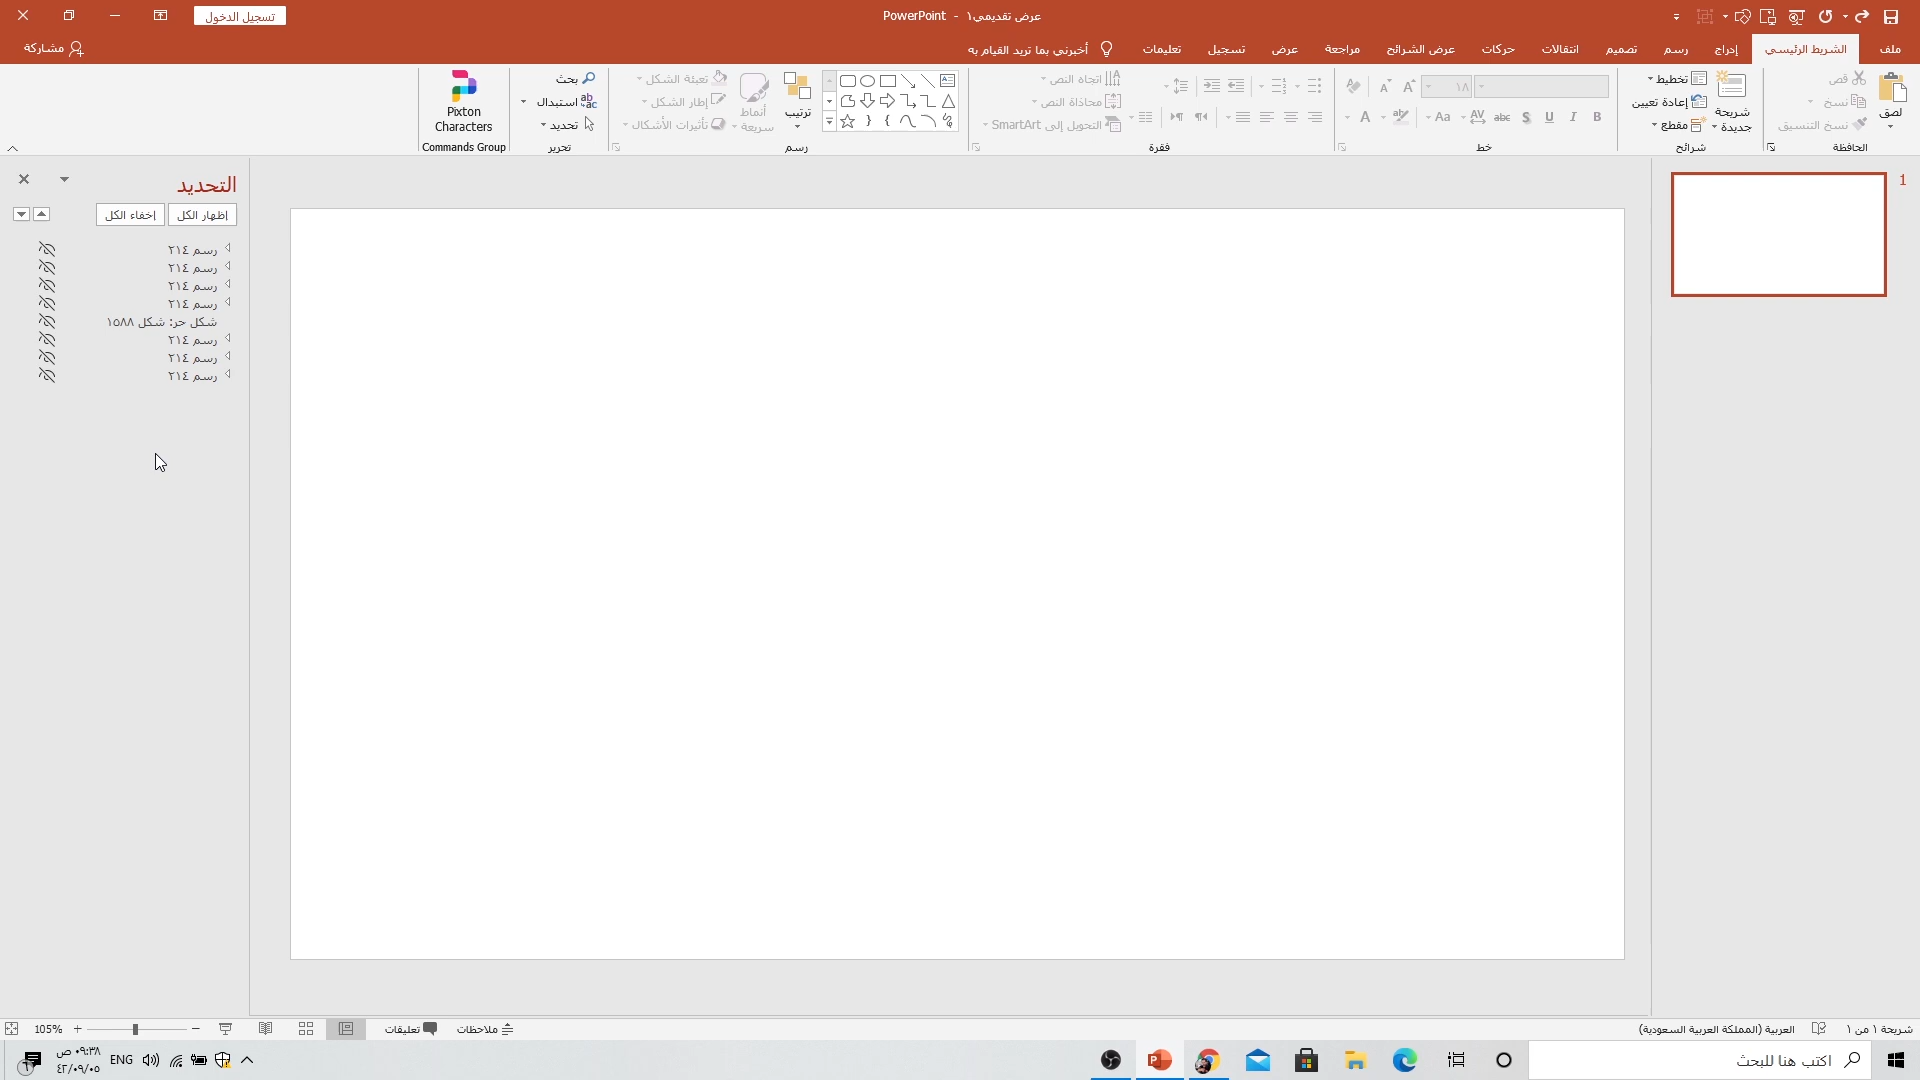 عرض تقديمي١ - PowerPoint
تسجيل الدخول
ملف
الشريط الرئيسي
إدراج
رسم
تصميم
انتقالات
حركات
عرض الشرائح
مراجعة
عرض
تسجيل
تعليمات
أخبرني بما تريد القيام به
مشاركة
لصق
قص
نسخ
نسخ التنسيق
الحافظة
شريحة
جديدة
تخطيط
إعادة تعيين
مقطع
شرائح
١٨
B I U S abc AV Aa A
خط
اتجاه النص
محاذاة النص
التحويل إلى SmartArt
فقرة
ترتيب
أنماط
سريعة
تعبئة الشكل
إطار الشكل
تأثيرات الأشكال
رسم
بحث
استبدال
تحديد
تحرير
Pixton
Characters
Commands Group
1
التحديد
إظهار الكل
إخفاء الكل
رسم ٢١٤
رسم ٢١٤
رسم ٢١٤
رسم ٢١٤
شكل حر: شكل ١٥٨٨
رسم ٢١٤
رسم ٢١٤
رسم ٢١٤
شريحة ١ من ١
العربية (المملكة العربية السعودية)
ملاحظات
تعليقات
105%
اكتب هنا للبحث
ENG
٠٩:٣٨ ص
٤٢/٠٩/٠٥